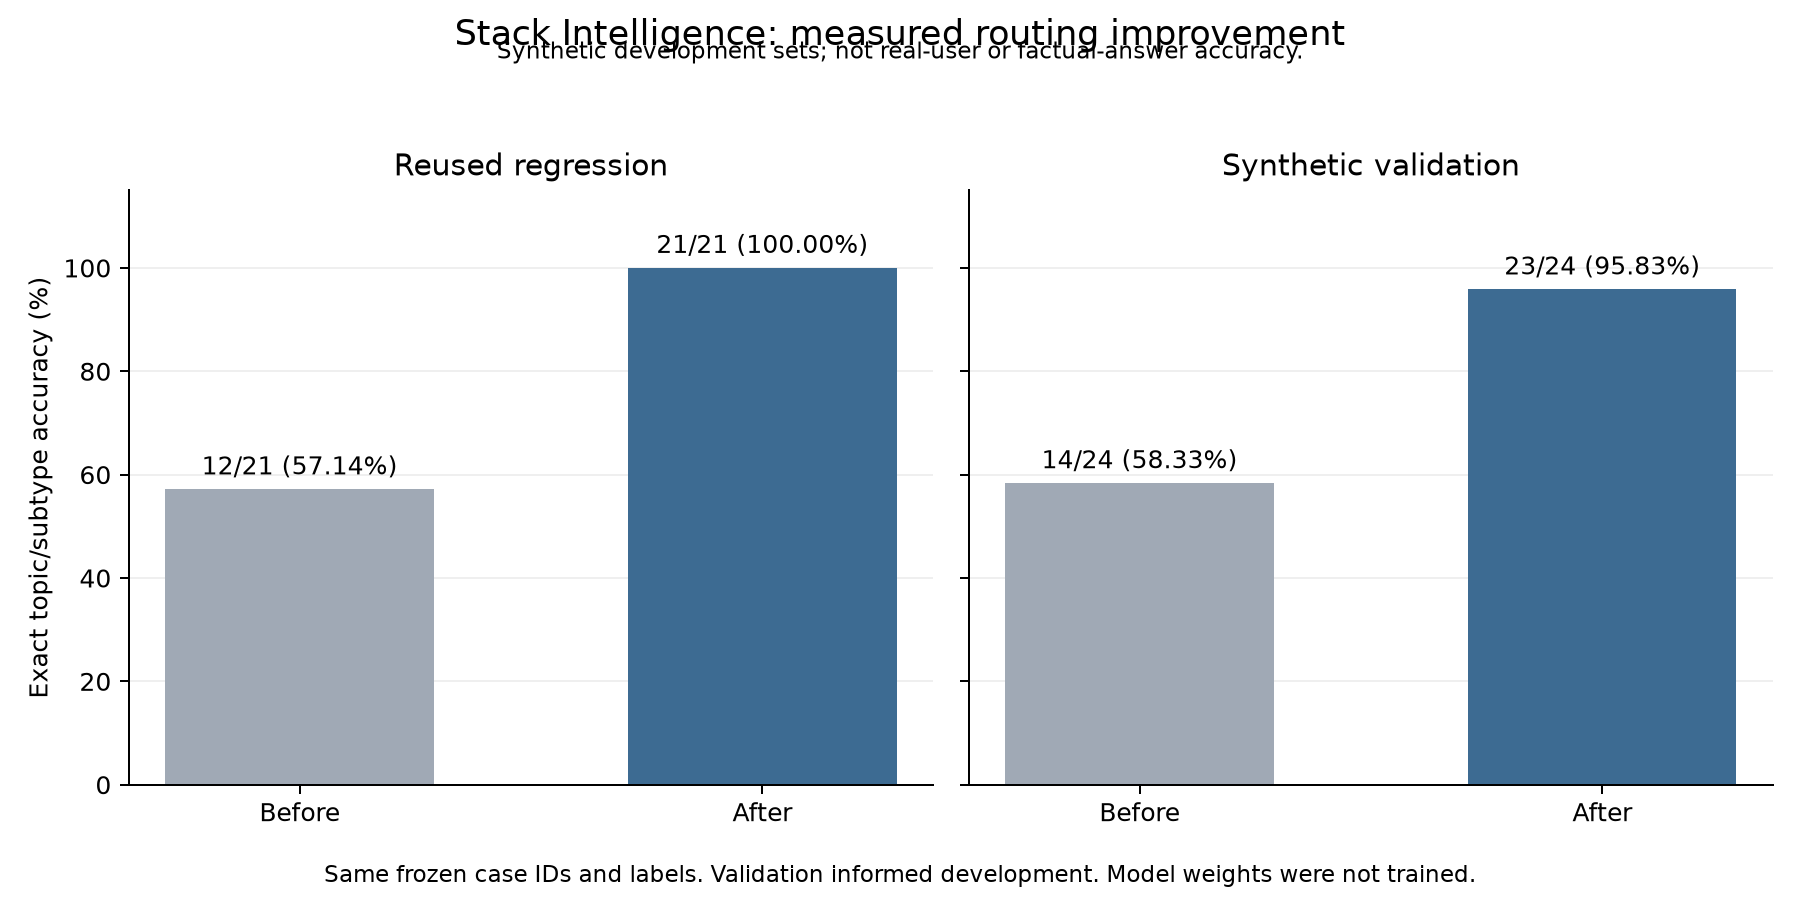 Stack Intelligence: measured routing improvement
Synthetic development sets; not real-user or factual-answer accuracy.
Reused regression
Exact topic/subtype accuracy (%)
100
80
60
40
20
0
12/21 (57.14%)
21/21 (100.00%)
Before
After
Synthetic validation
14/24 (58.33%)
23/24 (95.83%)
Before
After
Same frozen case IDs and labels. Validation informed development. Model weights were not trained.